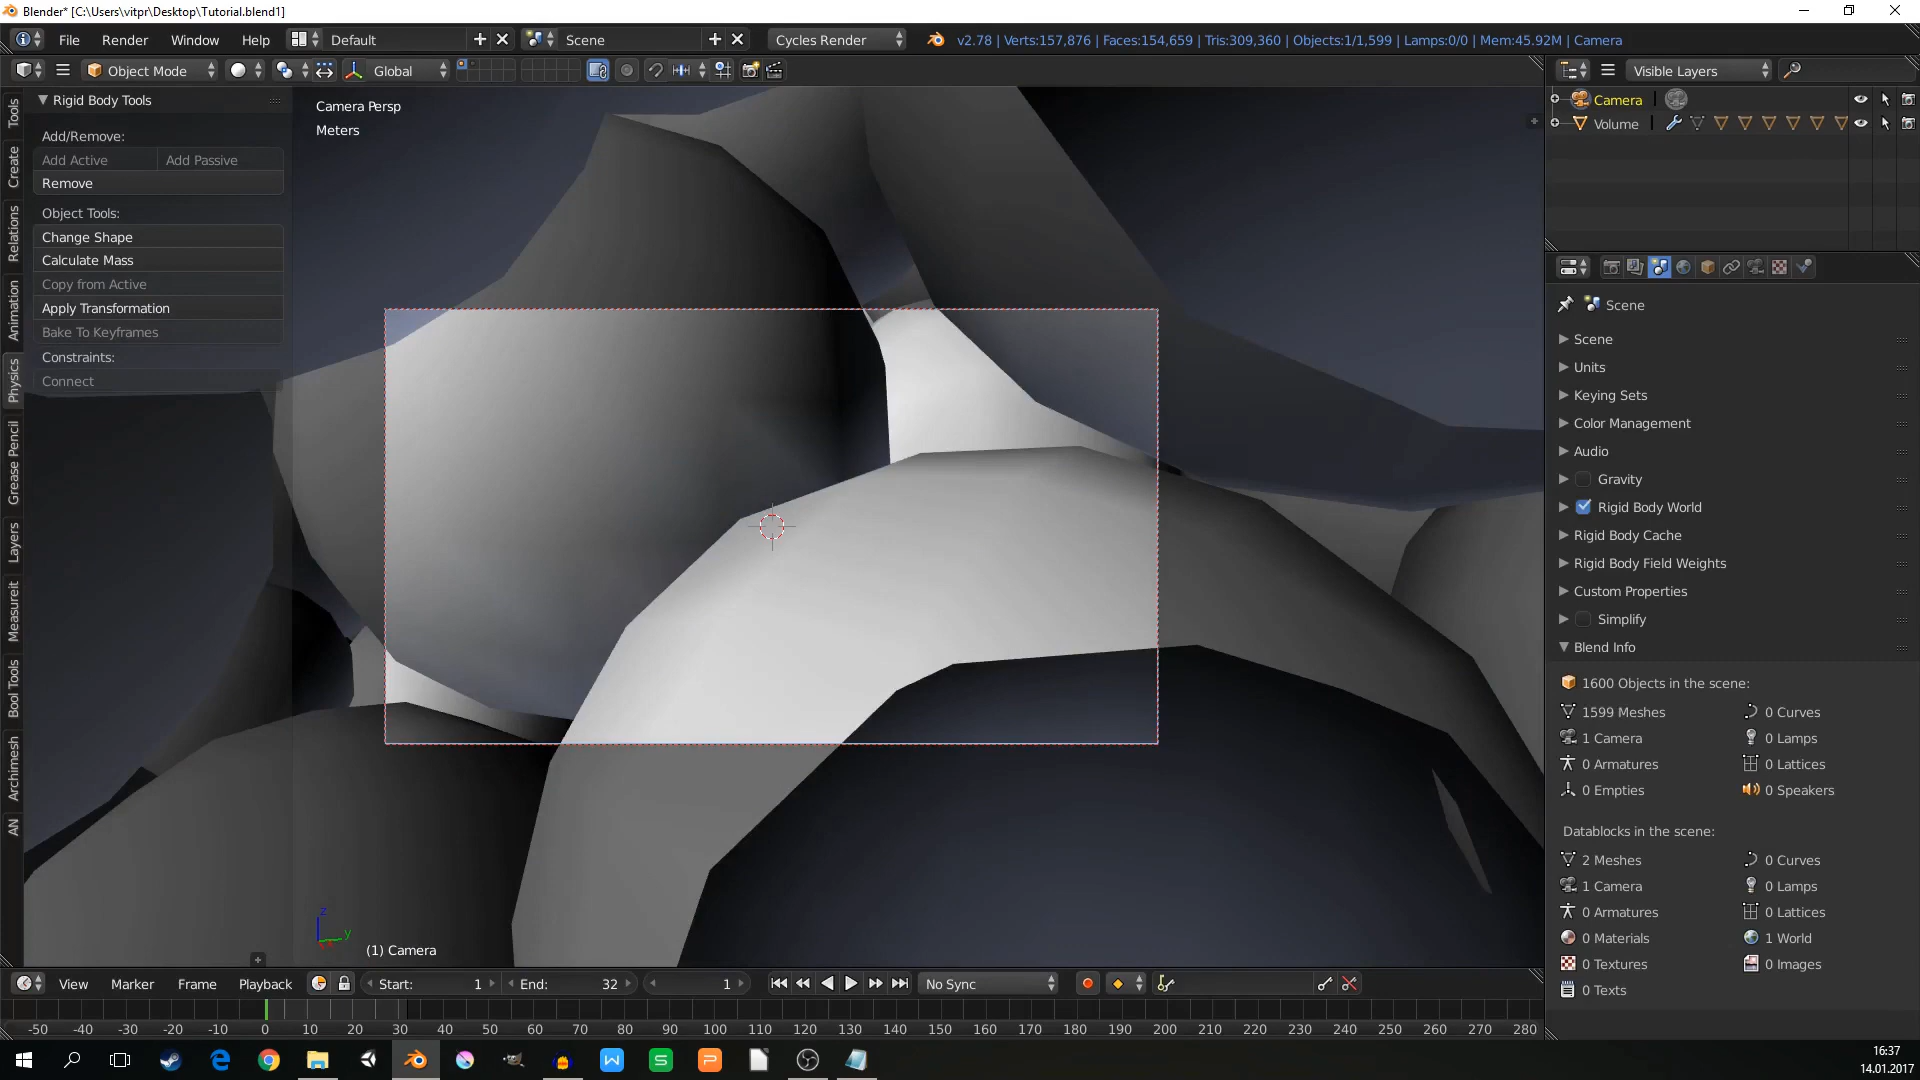 Blender* [C:\Users\vitpr\Desktop\Tutorial.blend1]
File Render Window Help Default Scene Cycles Render v2.78 | Verts:157,876 | Faces:154,659 | Tris:309,360 | Objects:1/1,599 | Lamps:0/0 | Mem:45.92M | Camera
Object Mode Global Visible Layers
Rigid Body Tools
Add/Remove:
Add Active Add Passive
Remove
Object Tools:
Change Shape
Calculate Mass
Copy from Active
Apply Transformation
Bake To Keyframes
Constraints:
Connect
Tools
Create
Relations
Animation
Physics
Grease Pencil
Layers
Measureit
Bool Tools
Archimesh
AN
Camera Persp
Meters
z
y
(1) Camera
Camera
Volume
Scene
Scene
Units
Keying Sets
Color Management
Audio
Gravity
Rigid Body World
Rigid Body Cache
Rigid Body Field Weights
Custom Properties
Simplify
Blend Info
1600 Objects in the scene:
1599 Meshes 0 Curves
1 Camera 0 Lamps
0 Armatures 0 Lattices
0 Empties 0 Speakers
Datablocks in the scene:
2 Meshes 0 Curves
1 Camera 0 Lamps
0 Armatures 0 Lattices
0 Materials 1 World
0 Textures 0 Images
0 Texts
View Marker Frame Playback Start: 1 End: 32 1 No Sync
-50 -40 -30 -20 -10 0 10 20 30 40 50 60 70 80 90 100 110 120 130 140 150 160 170 180 190 200 210 220 230 240 250 260 270 280
16:37
14.01.2017